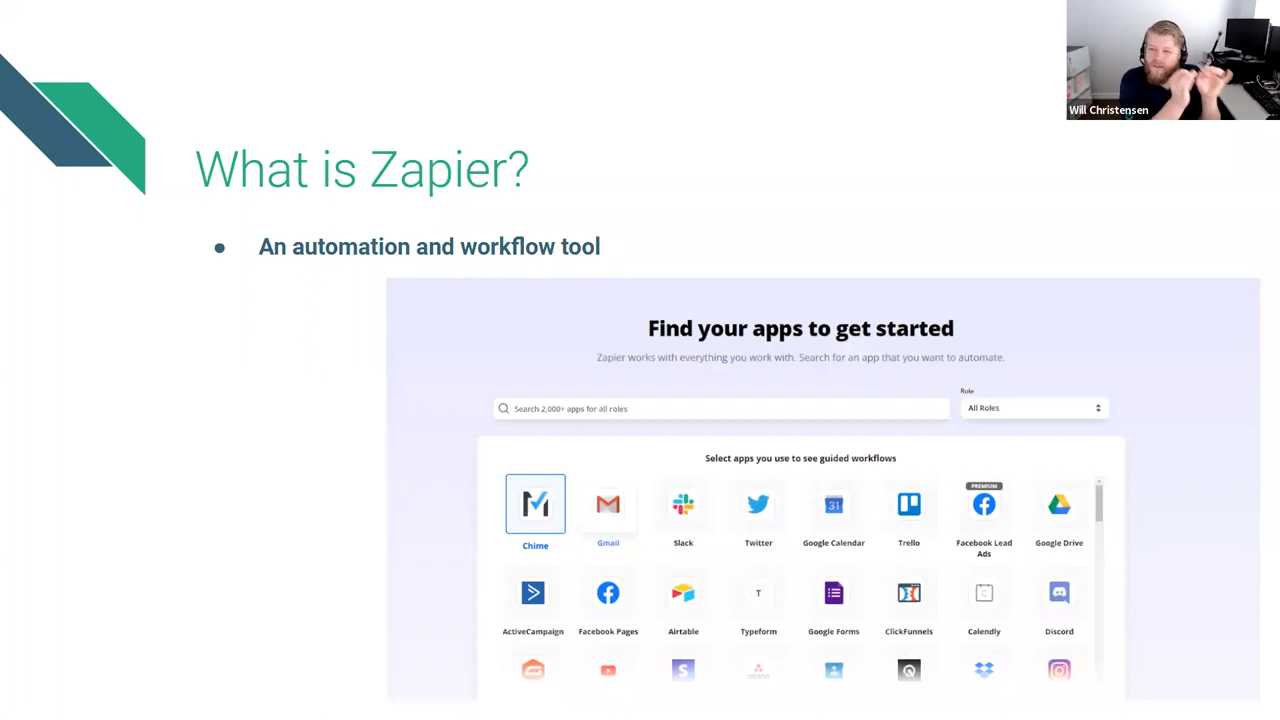 Will Christensen
What is Zapier?
● An automation and workflow tool
Find your apps to get started
Zapier works with everything you work with. Search for an app that you want to automate.
Role:
Search 2,000+ apps for all roles
All Roles
Select apps you use to see guided workflows
PREMIUM
31
Chime
Gmail
Slack
Twitter
Google Calendar
Trello
Facebook Lead
Ads
Google Drive
T
C
ActiveCampaign
Facebook Pages
Airtable
Typeform
Google Forms
ClickFunnels
Calendly
Discord
S
asana